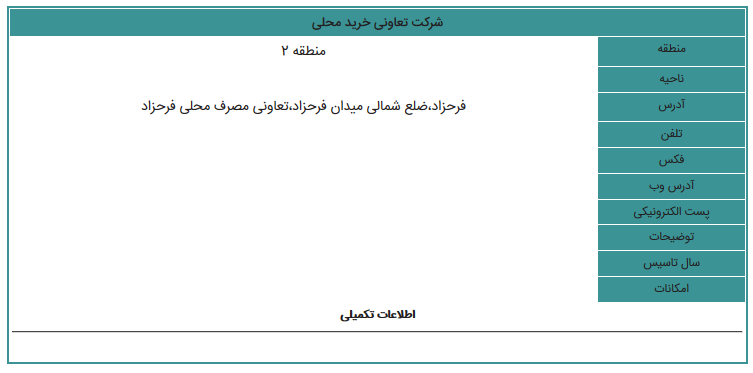 شرکت تعاونی خرید محلی
منطقه منطقه ۲
ناحیه
آدرس فرحزاد،ضلع شمالی میدان فرحزاد،تعاونی مصرف محلی فرحزاد
تلفن
فکس
آدرس وب
پست الکترونیکی
توضیحات
سال تاسیس
امکانات
اطلاعات تکمیلی